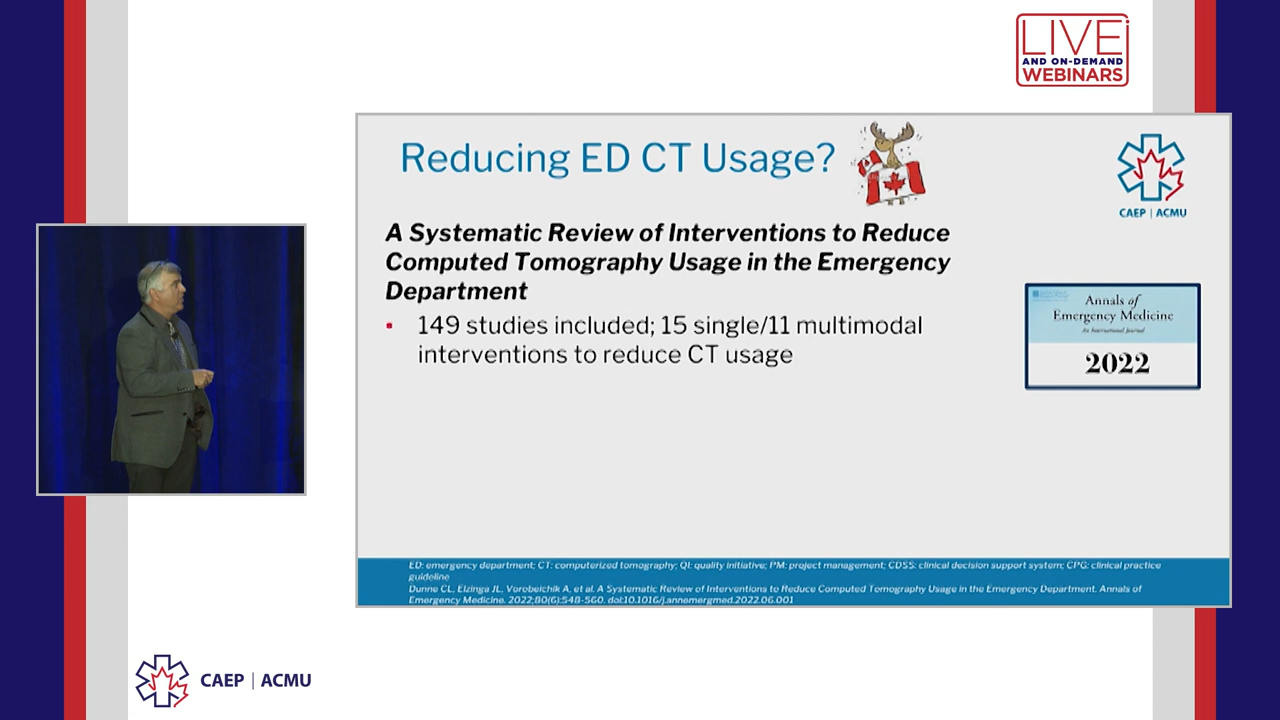 LIVE
AND ON-DEMAND
WEBINARS
Reducing ED CT Usage?
CAEP | ACMU
A Systematic Review of Interventions to Reduce
Computed Tomography Usage in the Emergency
Department
149 studies included; 15 single/11 multimodal
interventions to reduce CT usage
Annals of
Emergency Medicine
An International Journal
2022
ED: emergency department; CT: computerized tomography; QI: quality initiative; PM: project management; CDSS: clinical decision support system; CPG: clinical practice
guideline
Dunne CL, Elzinga JL, Vorobeichik A, et al. A Systematic Review of Interventions to Reduce Computed Tomography Usage in the Emergency Department. Annals of
Emergency Medicine. 2022;80(6):548-560. doi:10.1016/j.annemergmed.2022.06.001
CAEP | ACMU